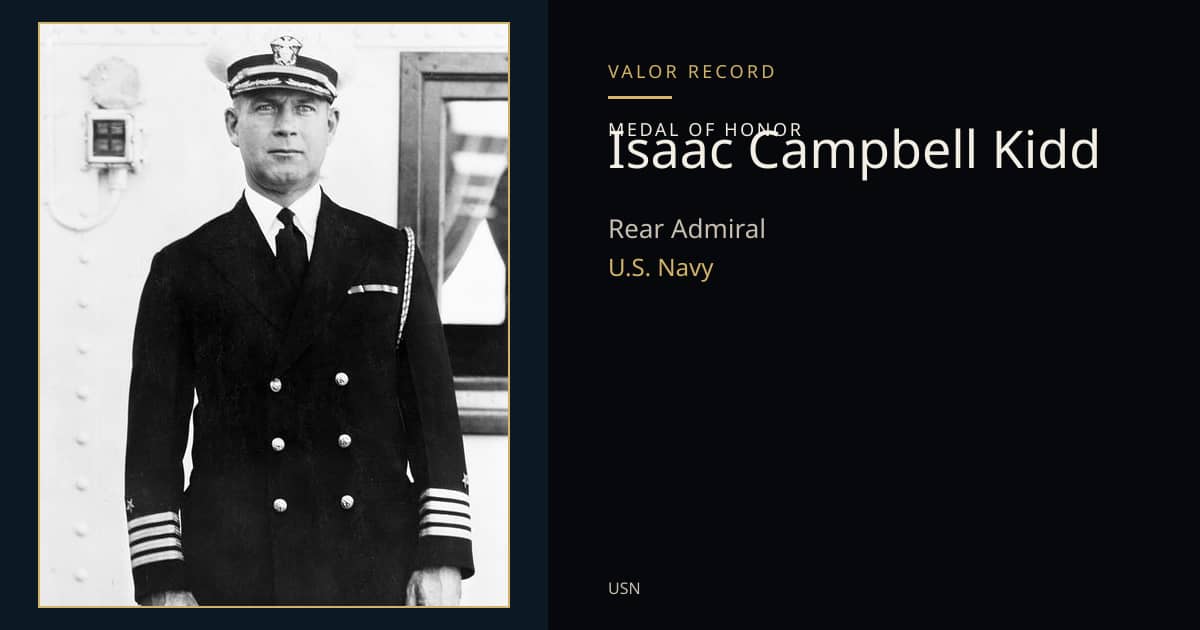 VALOR RECORD
MEDAL OF HONOR
Isaac Campbell Kidd
Rear Admiral
U.S. Navy
USN